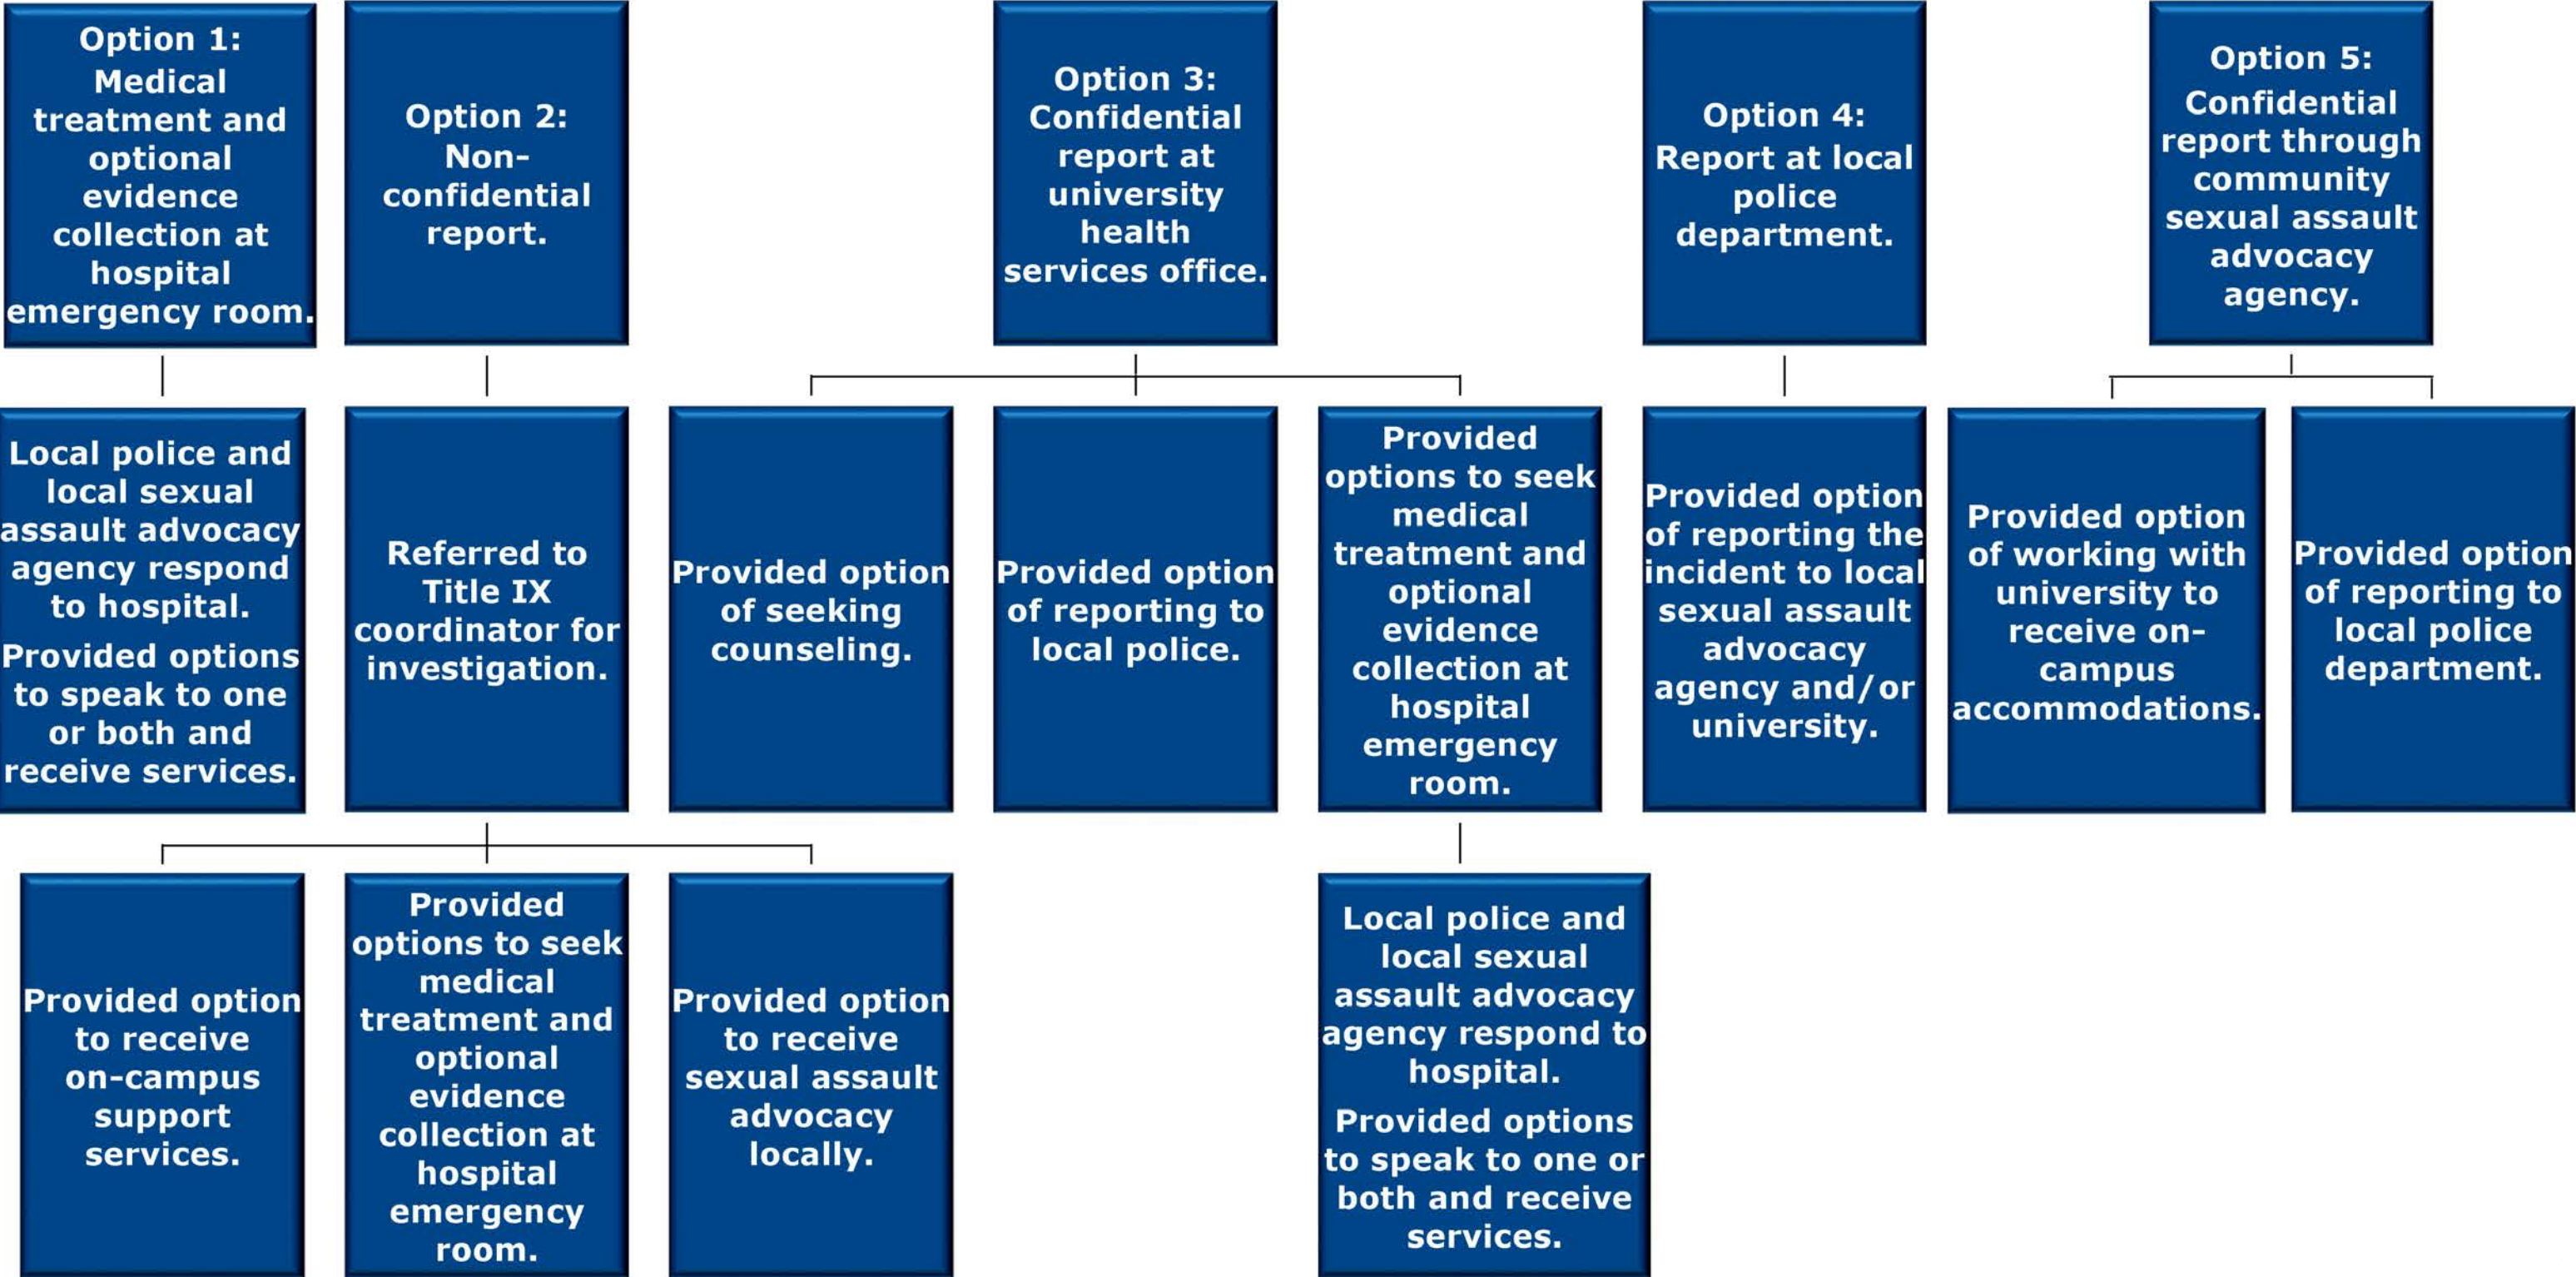 Option 1:
Medical
treatment and
optional
evidence
collection at
hospital
emergency room.
Option 2:
Non-
confidential
report.
Option 3:
Confidential
report at
university
health
services office.
Option 4:
Report at local
police
department.
Option 5:
Confidential
report through
community
sexual assault
advocacy
agency.
Local police and
local sexual
assault advocacy
agency respond
to hospital.
Provided options
to speak to one
or both and
receive services.
Referred to
Title IX
coordinator for
investigation.
Provided option
of seeking
counseling.
Provided option
of reporting to
local police.
Provided
options to seek
medical
treatment and
optional
evidence
collection at
hospital
emergency
room.
Provided option
of reporting the
incident to local
sexual assault
advocacy
agency and/or
university.
Provided option
of working with
university to
receive on-
campus
accommodations.
Provided option
of reporting to
local police
department.
Provided option
to receive
on-campus
support
services.
Provided
options to seek
medical
treatment and
optional
evidence
collection at
hospital
emergency
room.
Provided option
to receive
sexual assault
advocacy
locally.
Local police and
local sexual
assault advocacy
agency respond to
hospital.
Provided options
to speak to one or
both and receive
services.